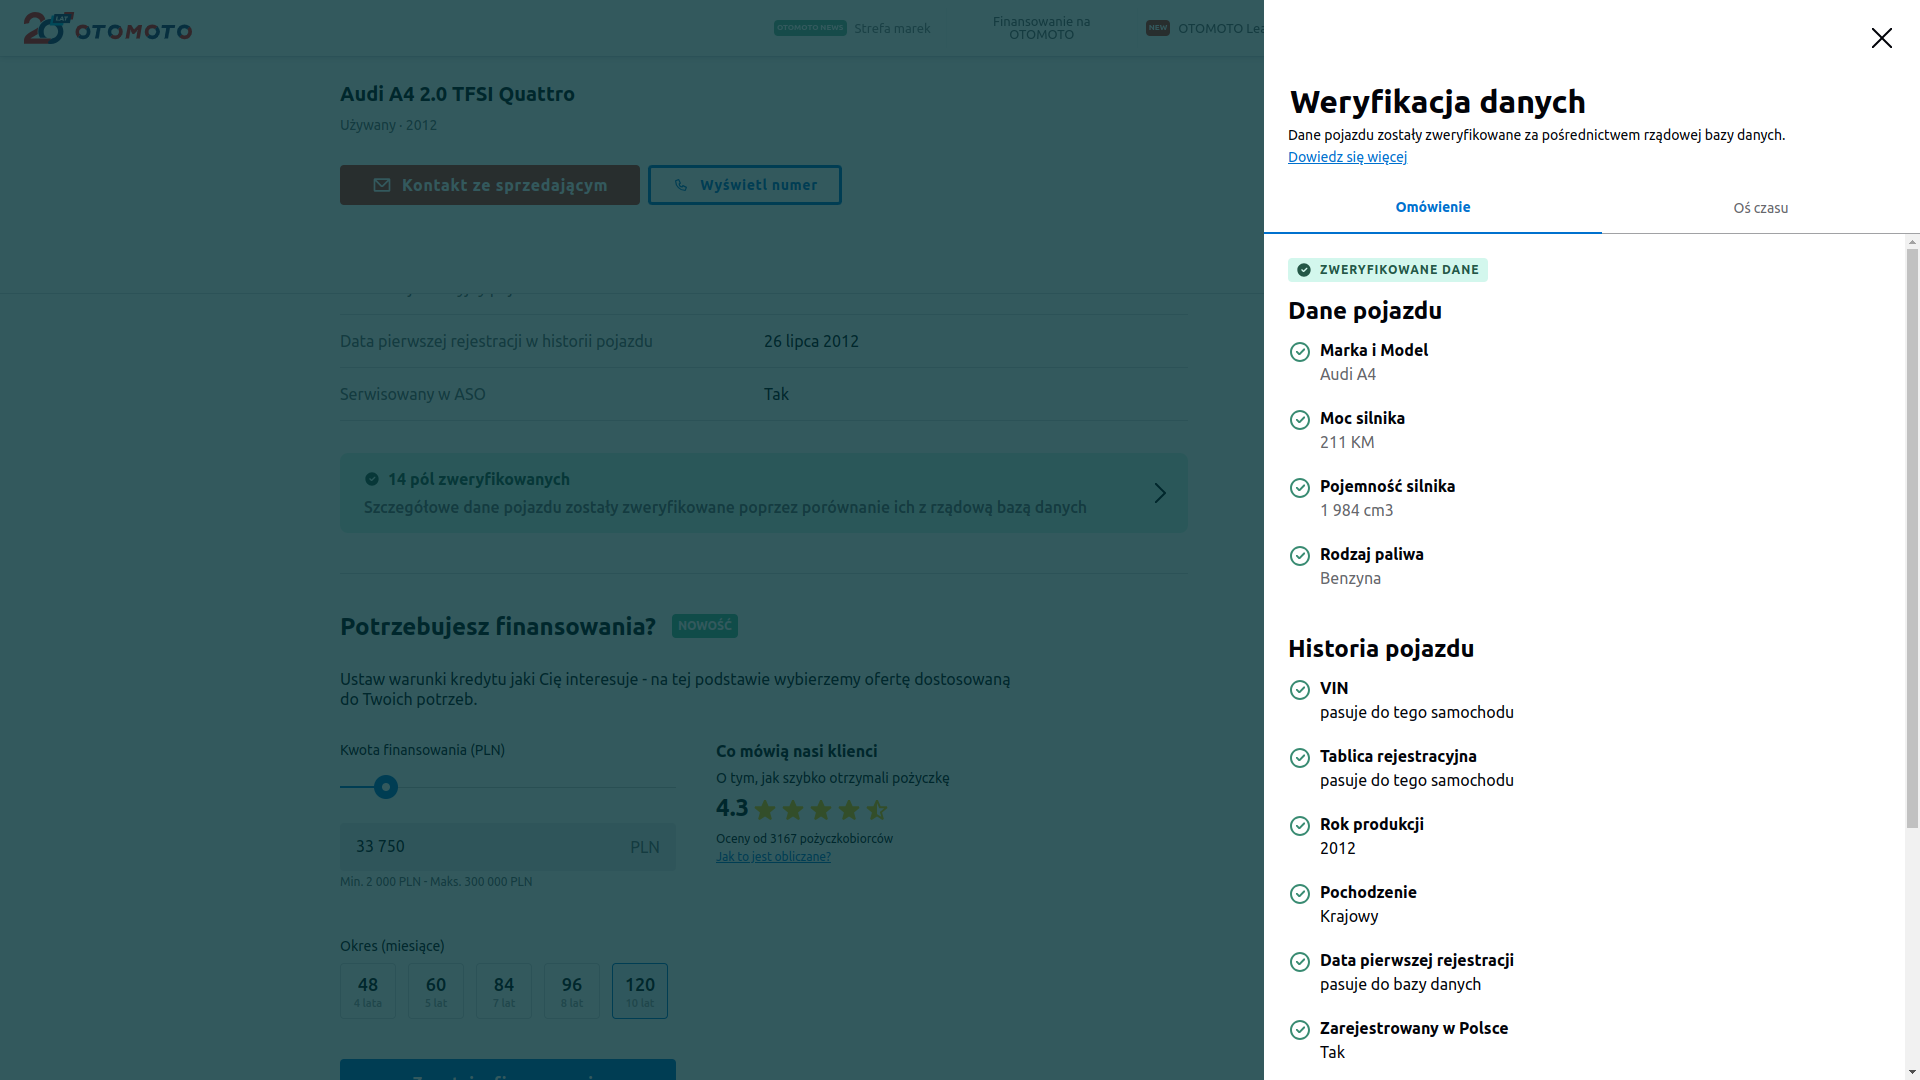 20 LAT OTOMOTO
OTOMOTO NEWS Strefa marek
Finansowanie na
OTOMOTO
NEW OTOMOTO Lea
Audi A4 2.0 TFSI Quattro
Używany · 2012
Kontakt ze sprzedającym
Wyświetl numer
Data pierwszej rejestracji w historii pojazdu 26 lipca 2012
Serwisowany w ASO Tak
14 pól zweryfikowanych
Szczegółowe dane pojazdu zostały zweryfikowane poprzez porównanie ich z rządową bazą danych
Potrzebujesz finansowania? NOWOŚĆ
Ustaw warunki kredytu jaki Cię interesuje - na tej podstawie wybierzemy ofertę dostosowaną
do Twoich potrzeb.
Kwota finansowania (PLN)
33 750 PLN
Min. 2 000 PLN - Maks. 300 000 PLN
Co mówią nasi klienci
O tym, jak szybko otrzymali pożyczkę
4.3
Oceny od 3167 pożyczkobiorców
Jak to jest obliczane?
Okres (miesiące)
48 60 84 96 120
4 lata 5 lat 7 lat 8 lat 10 lat
Weryfikacja danych
Dane pojazdu zostały zweryfikowane za pośrednictwem rządowej bazy danych.
Dowiedz się więcej
Omówienie Oś czasu
ZWERYFIKOWANE DANE
Dane pojazdu
Marka i Model
Audi A4
Moc silnika
211 KM
Pojemność silnika
1 984 cm3
Rodzaj paliwa
Benzyna
Historia pojazdu
VIN
pasuje do tego samochodu
Tablica rejestracyjna
pasuje do tego samochodu
Rok produkcji
2012
Pochodzenie
Krajowy
Data pierwszej rejestracji
pasuje do bazy danych
Zarejestrowany w Polsce
Tak